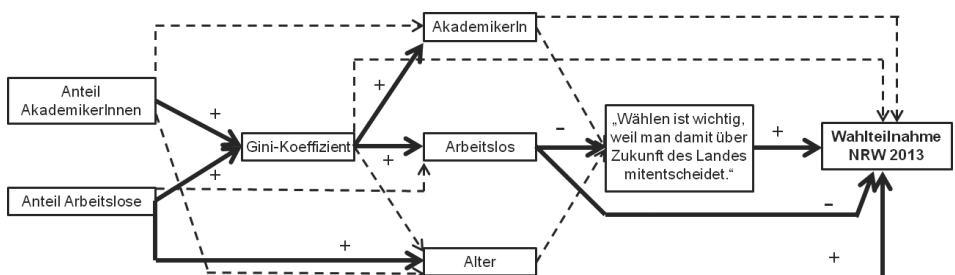 AkademikerIn
+
Anteil
AkademikerInnen
+
Gini-Koeffizient
+
+
Arbeitslos
–
„Wählen ist wichtig,
weil man damit über
Zukunft des Landes
mitentscheidet.“
+
Wahlteilnahme
NRW 2013
Anteil Arbeitslose
+
–
+
Alter
+